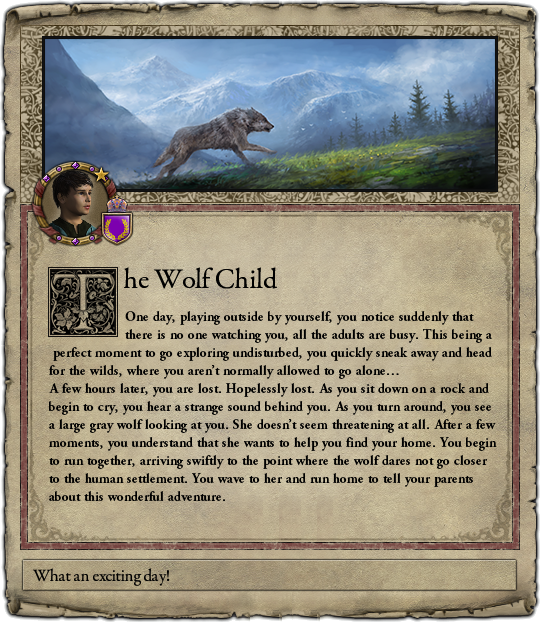 The Wolf Child
One day, playing outside by yourself, you notice suddenly that
there is no one watching you, all the adults are busy. This being a
perfect moment to go exploring undisturbed, you quickly sneak away and head
for the wilds, where you aren't normally allowed to go alone...
A few hours later, you are lost. Hopelessly lost. As you sit down on a rock and
begin to cry, you hear a strange sound behind you. As you turn around, you see
a large gray wolf looking at you. She doesn't seem threatening at all. After a few
moments, you understand that she wants to help you find your home. You begin
to run together, arriving swiftly to the point where the wolf dares not go closer
to the human settlement. You wave to her and run home to tell your parents
about this wonderful adventure.
What an exciting day!